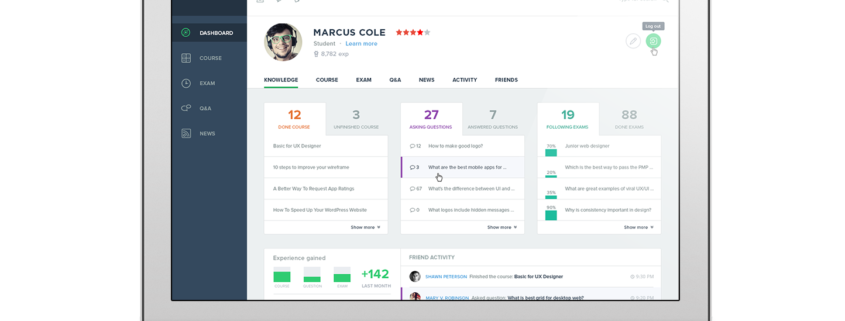 Log out
DASHBOARD
COURSE
EXAM
Q&A
NEWS
MARCUS COLE
Student · Learn more
8.762 exp
KNOWLEDGE COURSE EXAM Q&A NEWS ACTIVITY FRIENDS
12 3 27 7 19 88
DONE COURSE UNFINISHED COURSE ASKING QUESTIONS ANSWERED QUESTIONS FOLLOWING EXAMS DONE EXAMS
Basic for UX Designer
12 How to make good logo?
70% Junior web designer
10 steps to improve your wireframe
3 What are the best mobile apps for ...
20% Which is the best way to pass the PMP ...
A Better Way To Request App Ratings
67 What's the difference between UI and ...
35% What are great examples of viral UX/UI ...
How To Speed Up Your WordPress Website
0 What logos include hidden messages ...
90% Why is consistency important in design?
Show more Show more Show more
Experience gained
FRIEND ACTIVITY
COURSE QUESTION EXAM
+142
LAST MONTH
SHAWN PETERSON Finished the course: Basic for UX Designer
MARY V. ROBINSON Asked question: What is best grid for desktop web?